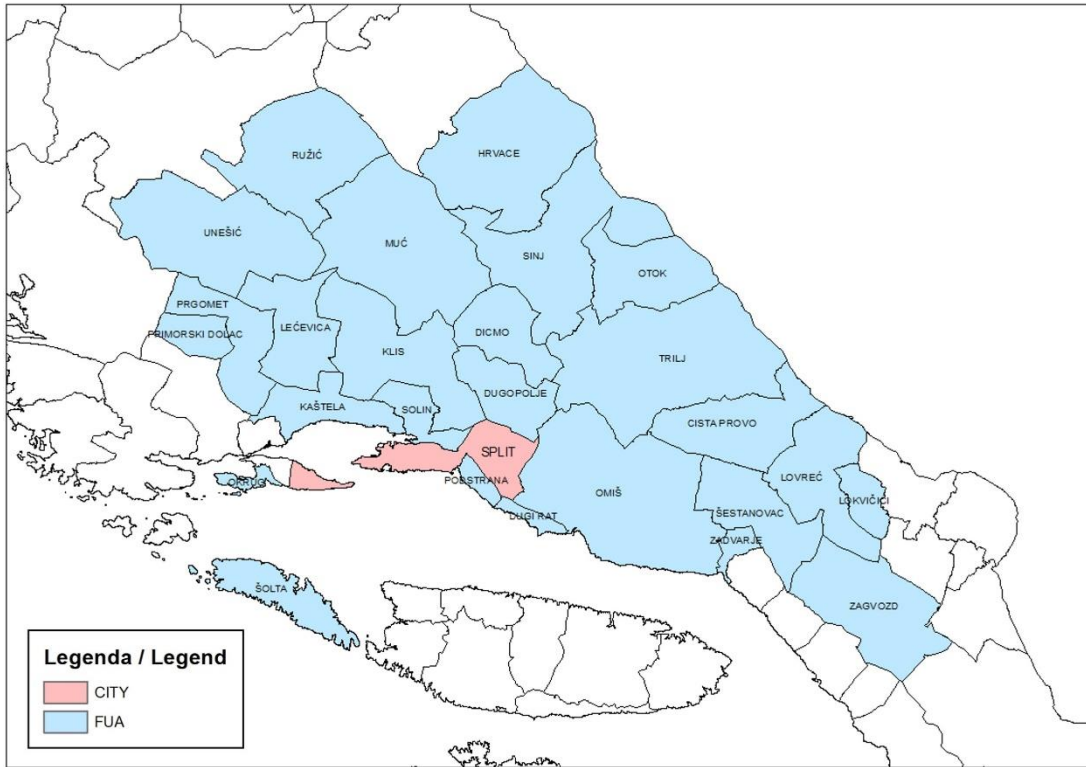 RUŽIĆ
HRVACE
UNEŠIĆ
MUĆ
SINJ
OTOK
PRGOMET
PRIMORSKI DOLAC
LEĆEVICA
KLIS
DICMO
TRILJ
DUGOPOLJE
KAŠTELA
SOLIN
CISTA PROVO
SPLIT
PODSTRANA
OKRUG
OMIŠ
LOVREĆ
LOKVIČIĆI
ŠESTANOVAC
DUGI RAT
ZADVARJE
ŠOLTA
ZAGVOZD
Legenda / Legend
CITY
FUA